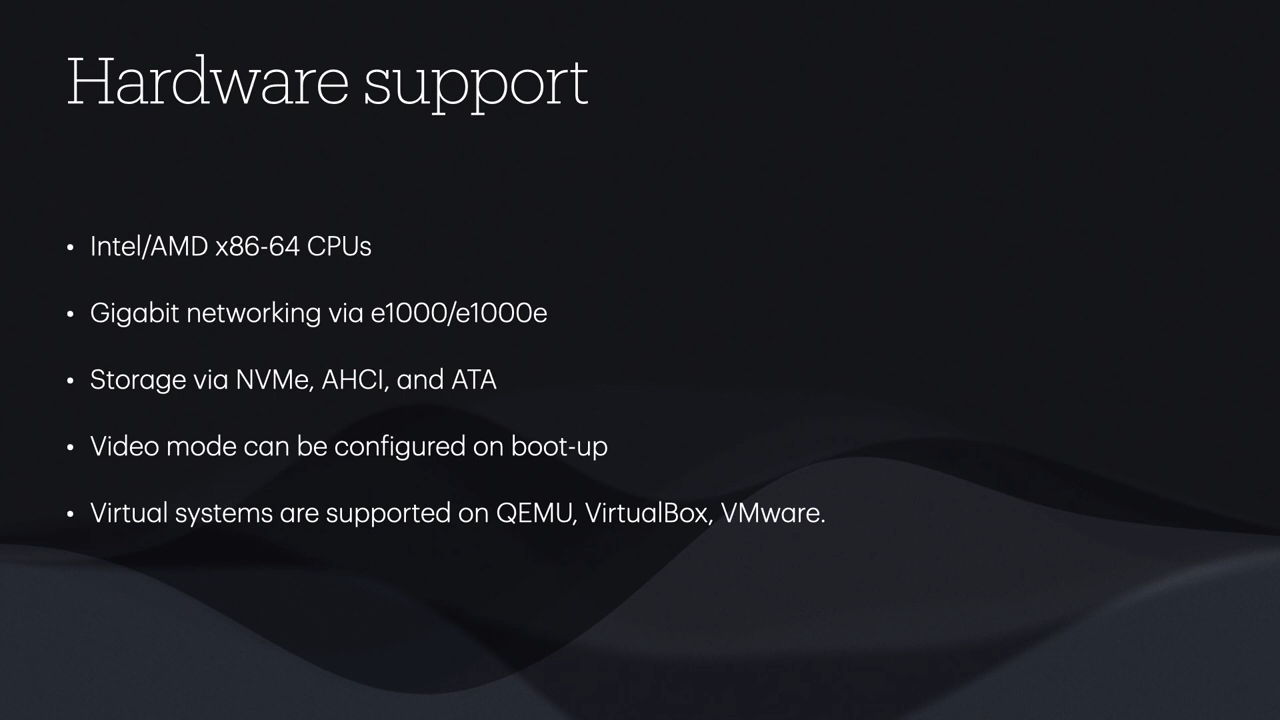 Hardware support
• Intel/AMD x86-64 CPUs
• Gigabit networking via e1000/e1000e
• Storage via NVMe, AHCI, and ATA
• Video mode can be configured on boot-up
• Virtual systems are supported on QEMU, VirtualBox, VMware.